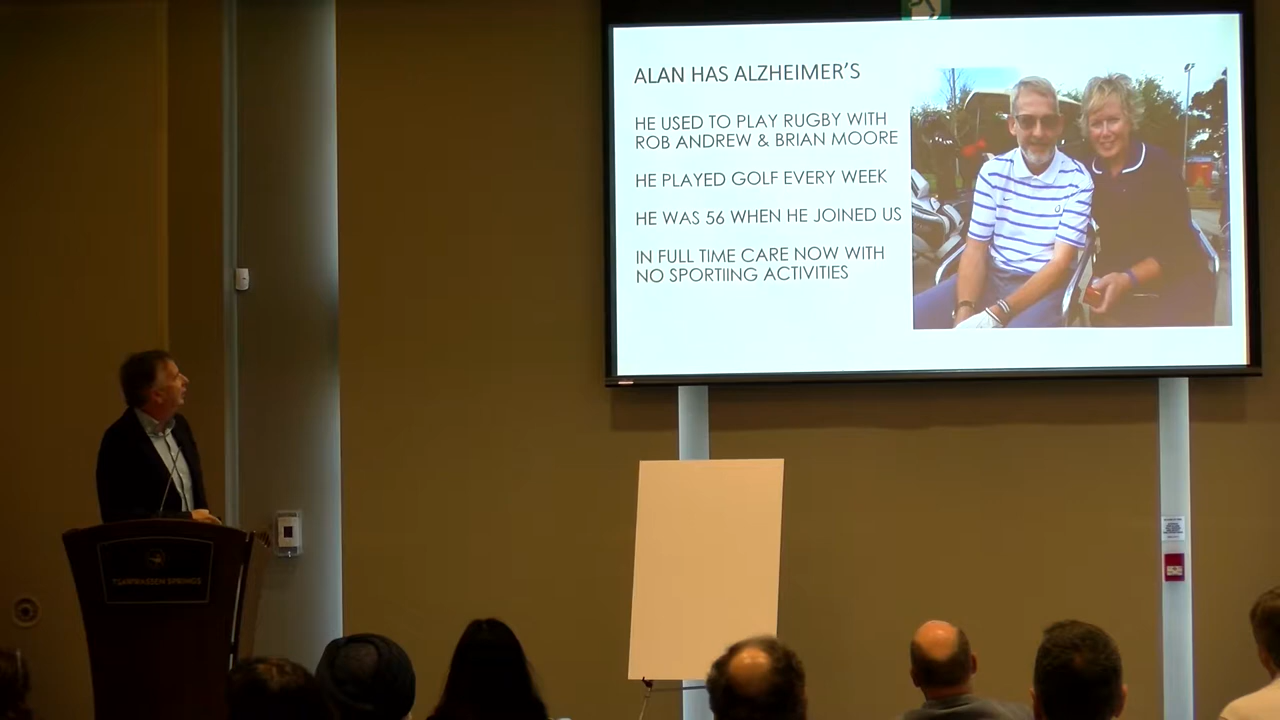 ALAN HAS ALZHEIMER'S
HE USED TO PLAY RUGBY WITH
ROB ANDREW & BRIAN MOORE
HE PLAYED GOLF EVERY WEEK
HE WAS 56 WHEN HE JOINED US
IN FULL TIME CARE NOW WITH
NO SPORTIING ACTIVITIES
TSAWWASSEN SPRINGS